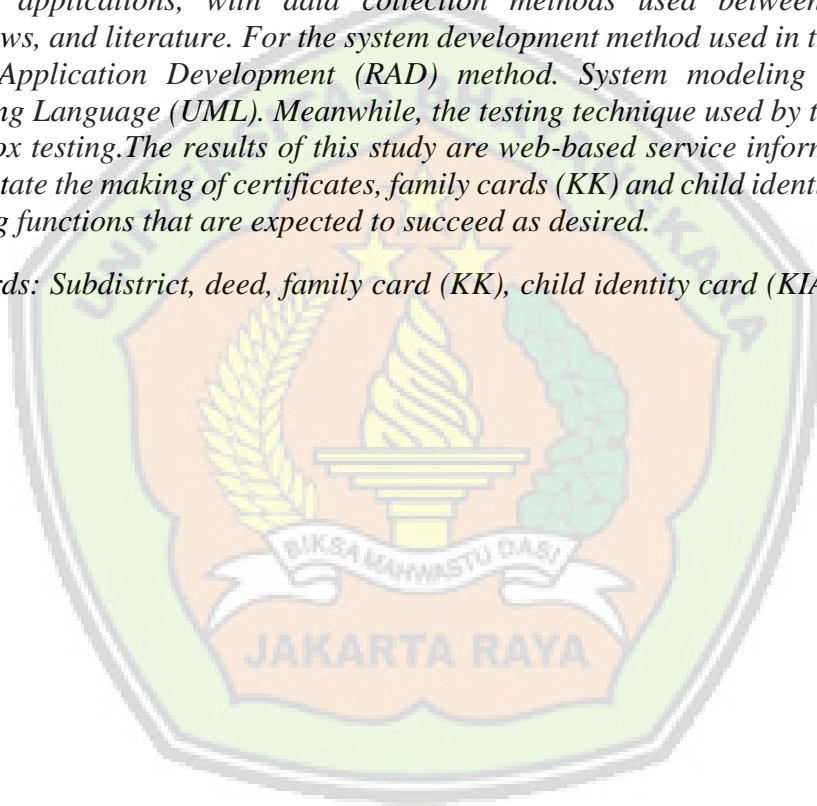 applications, with data collection methods used between
ws, and literature. For the system development method used in t
Application Development (RAD) method. System modeling
ng Language (UML). Meanwhile, the testing technique used by t
ox testing.The results of this study are web-based service inform
tate the making of certificates, family cards (KK) and child identi
g functions that are expected to succeed as desired.
rds: Subdistrict, deed, family card (KK), child identity card (KIA
UNIVERSITAS BHAYANGKARA
BIKSA MAHWASTU DASI
JAKARTA RAYA